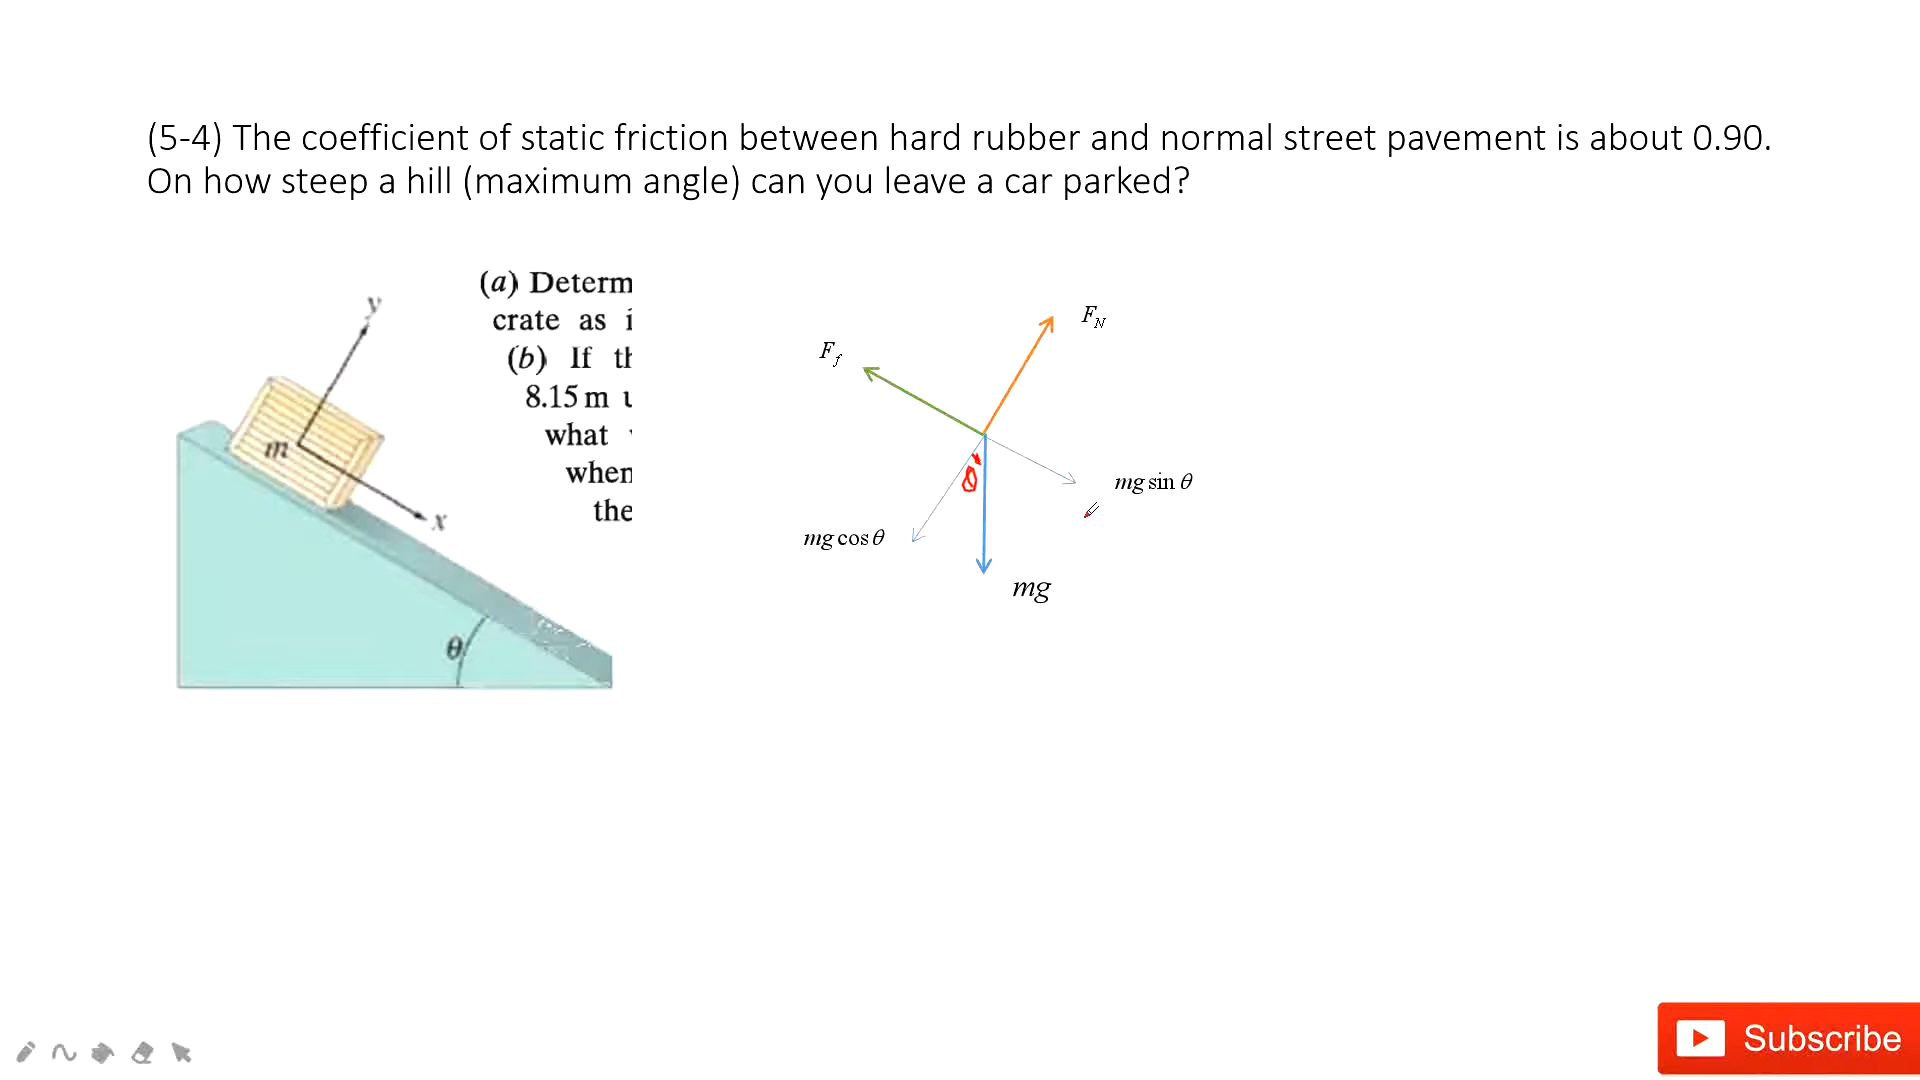 (5-4) The coefficient of static friction between hard rubber and normal street pavement is about 0.90.
On how steep a hill (maximum angle) can you leave a car parked?
(a) Determ
crate as i
(b) If th
8.15 m u
what
when
the
y
m
x
θ
F_N
F_f
θ
mg sin θ
mg cos θ
mg
Subscribe